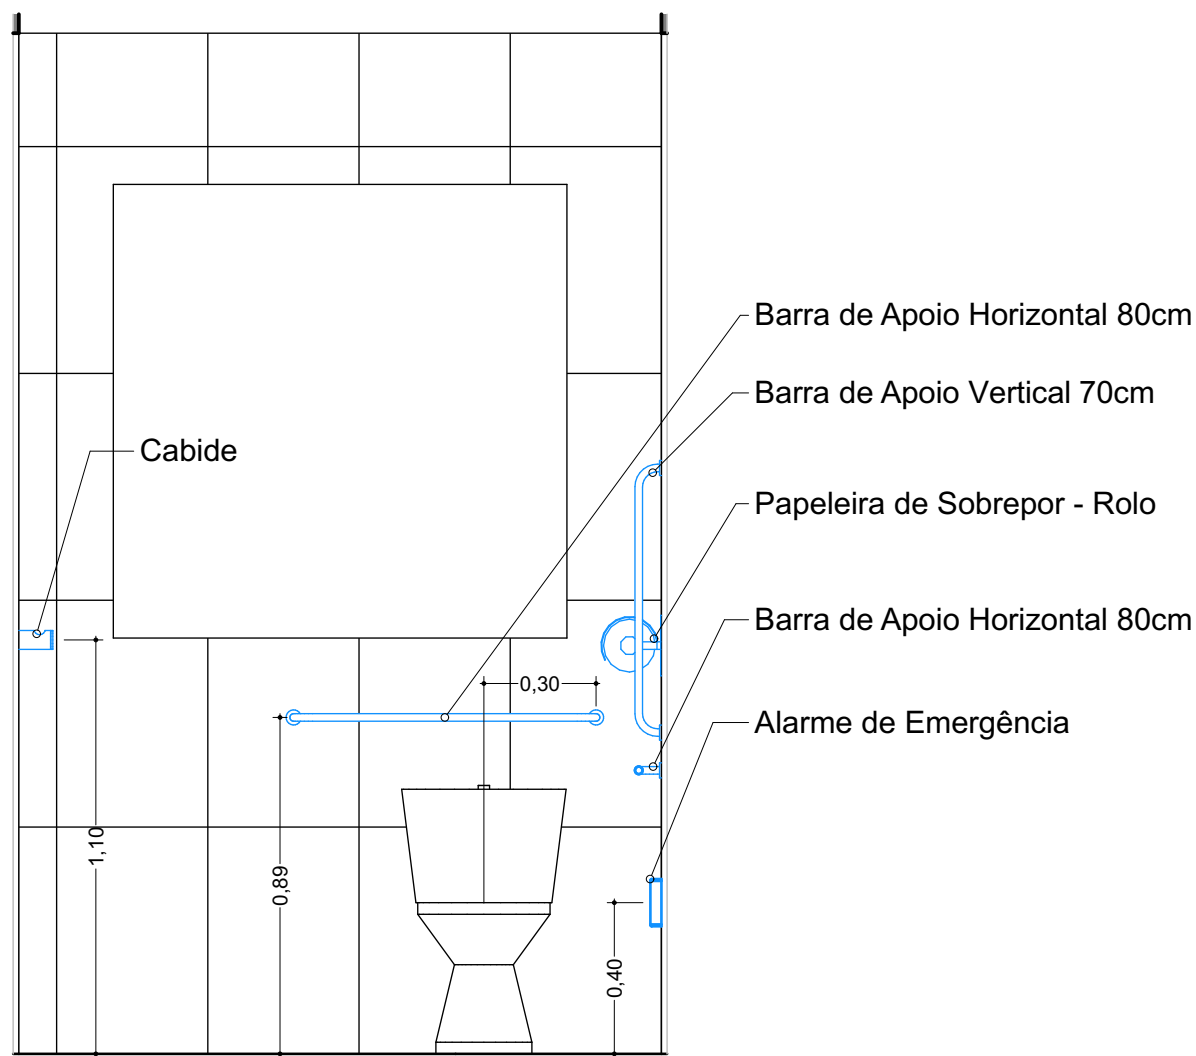 Barra de Apoio Horizontal 80cm
Barra de Apoio Vertical 70cm
Cabide
Papeleira de Sobrepor - Rolo
Barra de Apoio Horizontal 80cm
0,30
Alarme de Emergência
1,10
0,89
0,40